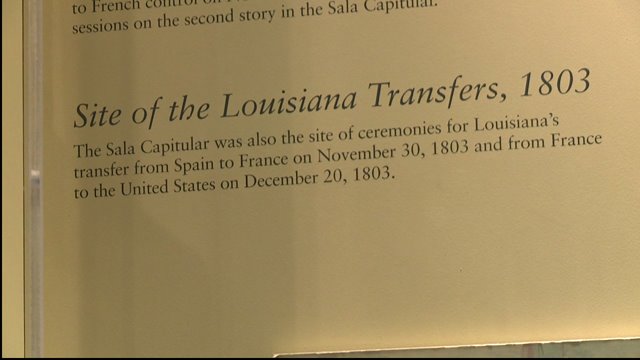 to French control on
sessions on the second story in the Sala Capitular.
Site of the Louisiana Transfers, 1803
The Sala Capitular was also the site of ceremonies for Louisiana's
transfer from Spain to France on November 30, 1803 and from France
to the United States on December 20, 1803.